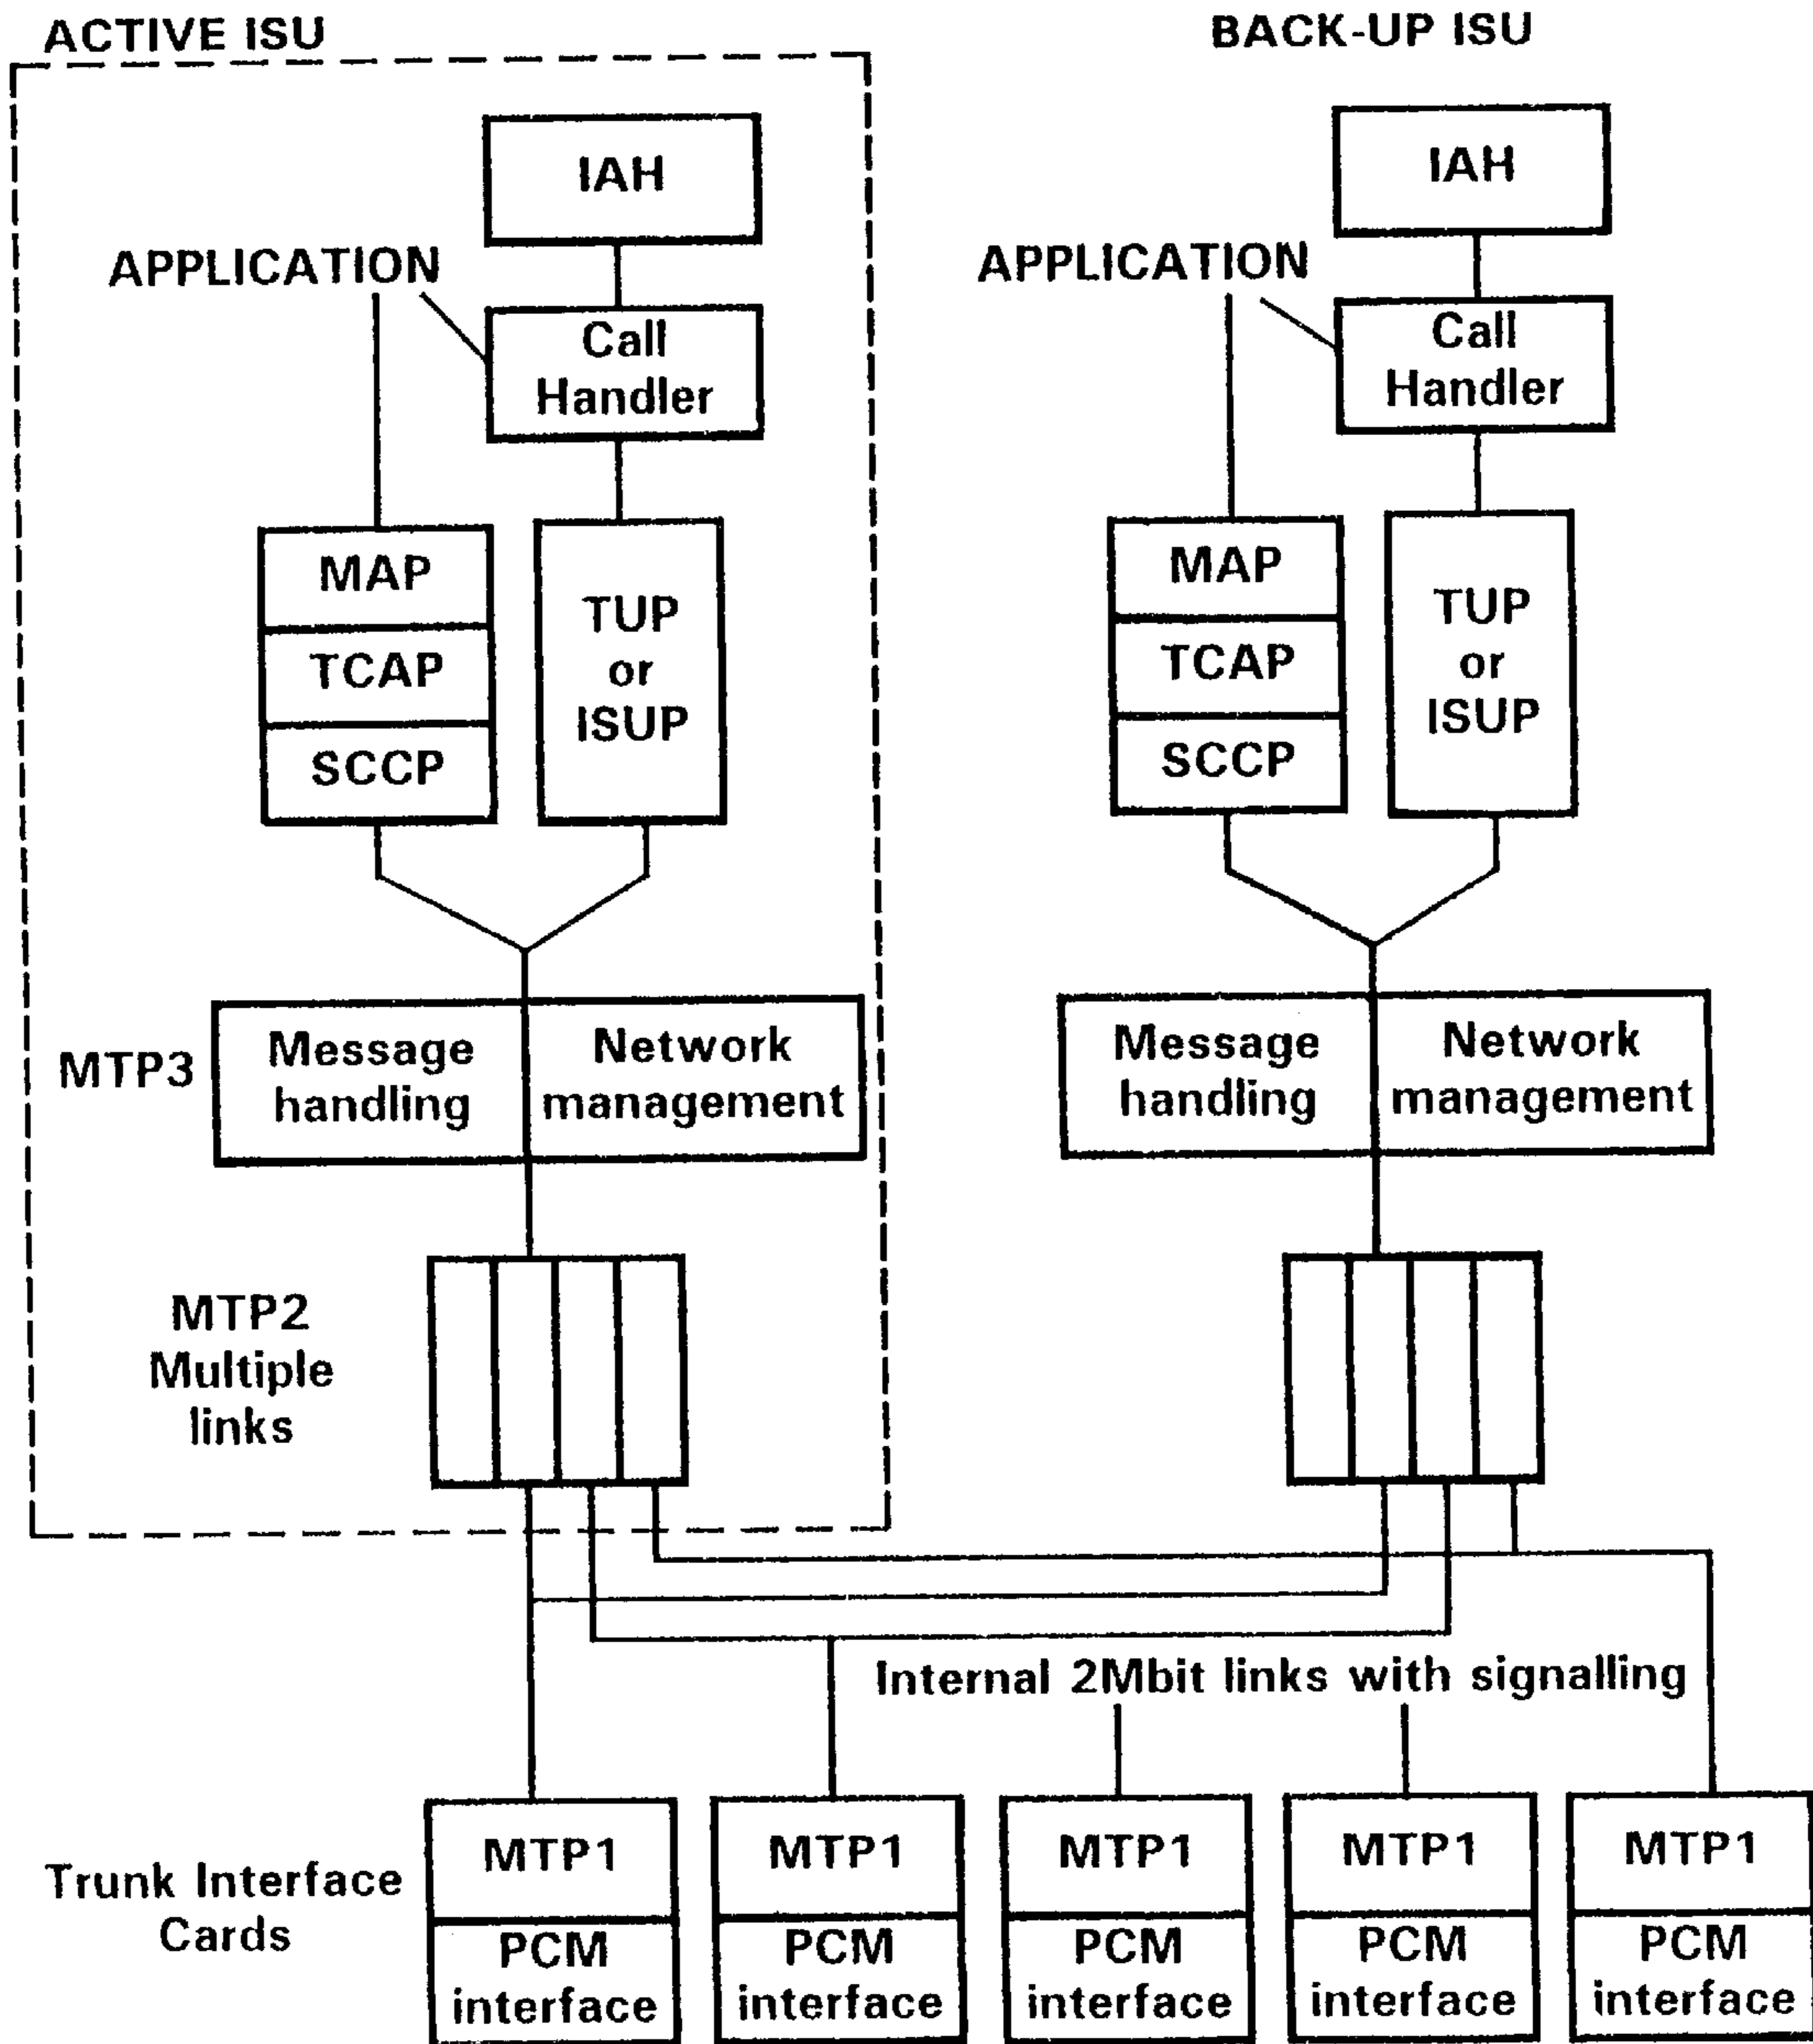 ACTIVE ISU
BACK-UP ISU
IAH
IAH
APPLICATION
APPLICATION
Call
Handler
Call
Handler
MAP
TCAP
SCCP
TUP
or
ISUP
MAP
TCAP
SCCP
TUP
or
ISUP
MTP3
Message
handling
Network
management
Message
handling
Network
management
MTP2
Multiple
links
Internal 2Mbit links with signalling
Trunk Interface
Cards
MTP1
PCM
interface
MTP1
PCM
interface
MTP1
PCM
interface
MTP1
PCM
interface
MTP1
PCM
interface